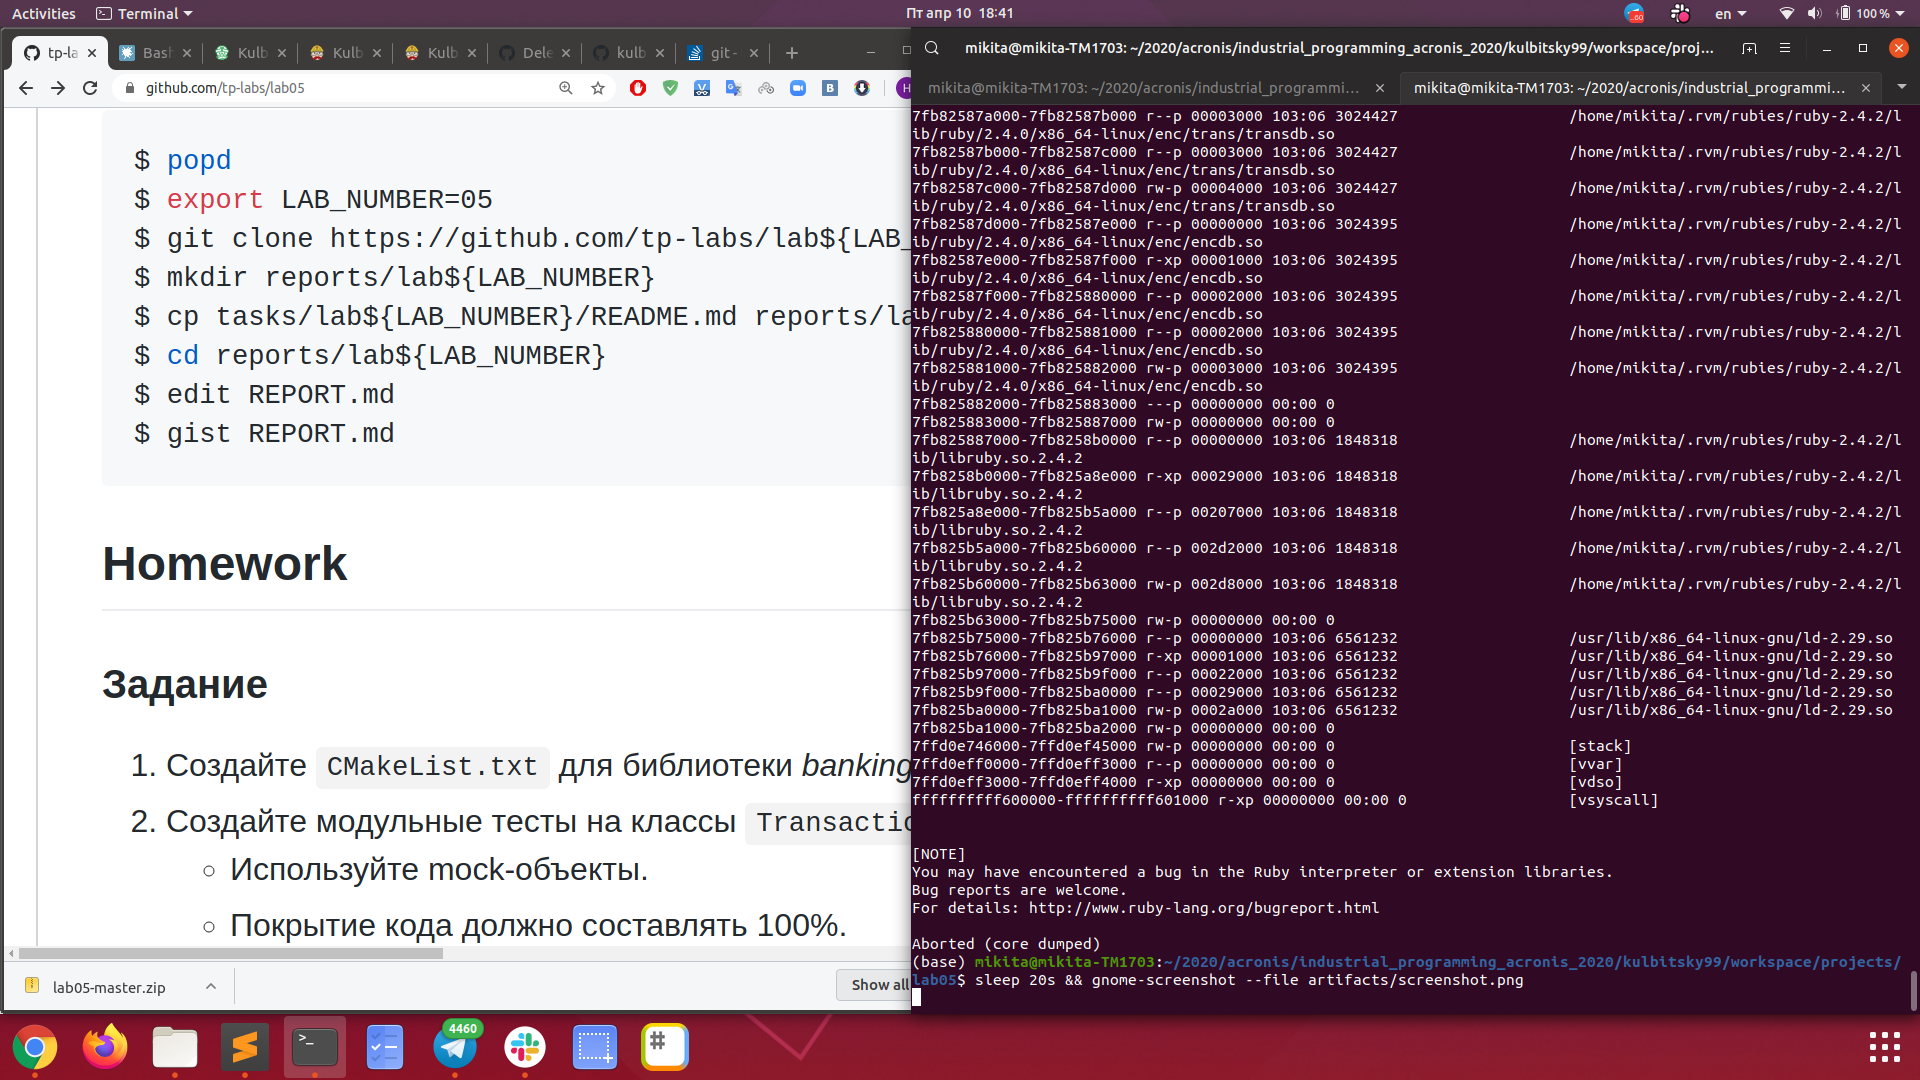 Activities
Terminal
Пт апр 10 18:41
60
en
100 %
tp-la
Bash
Kulb
Kulb
Kulb
Dele
kulb
git -
github.com/tp-labs/lab05
$ popd
$ export LAB_NUMBER=05
$ git clone https://github.com/tp-labs/lab${LAB_
$ mkdir reports/lab${LAB_NUMBER}
$ cp tasks/lab${LAB_NUMBER}/README.md reports/la
$ cd reports/lab${LAB_NUMBER}
$ edit REPORT.md
$ gist REPORT.md
Homework
Задание
1. Создайте CMakeList.txt для библиотеки banking
2. Создайте модульные тесты на классы Transactio
Используйте mock-объекты.
Покрытие кода должно составлять 100%.
lab05-master.zip
Show all
mikita@mikita-TM1703: ~/2020/acronis/industrial_programming_acronis_2020/kulbitsky99/workspace/proj...
mikita@mikita-TM1703: ~/2020/acronis/industrial_programmi...
mikita@mikita-TM1703: ~/2020/acronis/industrial_programmi...
7fb82587a000-7fb82587b000 r--p 00003000 103:06 3024427 /home/mikita/.rvm/rubies/ruby-2.4.2/l
ib/ruby/2.4.0/x86_64-linux/enc/trans/transdb.so
7fb82587b000-7fb82587c000 r--p 00003000 103:06 3024427 /home/mikita/.rvm/rubies/ruby-2.4.2/l
ib/ruby/2.4.0/x86_64-linux/enc/trans/transdb.so
7fb82587c000-7fb82587d000 rw-p 00004000 103:06 3024427 /home/mikita/.rvm/rubies/ruby-2.4.2/l
ib/ruby/2.4.0/x86_64-linux/enc/trans/transdb.so
7fb82587d000-7fb82587e000 r--p 00000000 103:06 3024395 /home/mikita/.rvm/rubies/ruby-2.4.2/l
ib/ruby/2.4.0/x86_64-linux/enc/encdb.so
7fb82587e000-7fb82587f000 r-xp 00001000 103:06 3024395 /home/mikita/.rvm/rubies/ruby-2.4.2/l
ib/ruby/2.4.0/x86_64-linux/enc/encdb.so
7fb82587f000-7fb825880000 r--p 00002000 103:06 3024395 /home/mikita/.rvm/rubies/ruby-2.4.2/l
ib/ruby/2.4.0/x86_64-linux/enc/encdb.so
7fb825880000-7fb825881000 r--p 00002000 103:06 3024395 /home/mikita/.rvm/rubies/ruby-2.4.2/l
ib/ruby/2.4.0/x86_64-linux/enc/encdb.so
7fb825881000-7fb825882000 rw-p 00003000 103:06 3024395 /home/mikita/.rvm/rubies/ruby-2.4.2/l
ib/ruby/2.4.0/x86_64-linux/enc/encdb.so
7fb825882000-7fb825883000 ---p 00000000 00:00 0
7fb825883000-7fb825887000 rw-p 00000000 00:00 0
7fb825887000-7fb8258b0000 r--p 00000000 103:06 1848318 /home/mikita/.rvm/rubies/ruby-2.4.2/l
ib/libruby.so.2.4.2
7fb8258b0000-7fb825a8e000 r-xp 00029000 103:06 1848318 /home/mikita/.rvm/rubies/ruby-2.4.2/l
ib/libruby.so.2.4.2
7fb825a8e000-7fb825b5a000 r--p 00207000 103:06 1848318 /home/mikita/.rvm/rubies/ruby-2.4.2/l
ib/libruby.so.2.4.2
7fb825b5a000-7fb825b60000 r--p 002d2000 103:06 1848318 /home/mikita/.rvm/rubies/ruby-2.4.2/l
ib/libruby.so.2.4.2
7fb825b60000-7fb825b63000 rw-p 002d8000 103:06 1848318 /home/mikita/.rvm/rubies/ruby-2.4.2/l
ib/libruby.so.2.4.2
7fb825b63000-7fb825b75000 rw-p 00000000 00:00 0
7fb825b75000-7fb825b76000 r--p 00000000 103:06 6561232 /usr/lib/x86_64-linux-gnu/ld-2.29.so
7fb825b76000-7fb825b97000 r-xp 00001000 103:06 6561232 /usr/lib/x86_64-linux-gnu/ld-2.29.so
7fb825b97000-7fb825b9f000 r--p 00022000 103:06 6561232 /usr/lib/x86_64-linux-gnu/ld-2.29.so
7fb825b9f000-7fb825ba0000 r--p 00029000 103:06 6561232 /usr/lib/x86_64-linux-gnu/ld-2.29.so
7fb825ba0000-7fb825ba1000 rw-p 0002a000 103:06 6561232 /usr/lib/x86_64-linux-gnu/ld-2.29.so
7fb825ba1000-7fb825ba2000 rw-p 00000000 00:00 0
7ffd0e746000-7ffd0ef45000 rw-p 00000000 00:00 0 [stack]
7ffd0eff0000-7ffd0eff3000 r--p 00000000 00:00 0 [vvar]
7ffd0eff3000-7ffd0eff4000 r-xp 00000000 00:00 0 [vdso]
ffffffffff600000-ffffffffff601000 r-xp 00000000 00:00 0 [vsyscall]
[NOTE]
You may have encountered a bug in the Ruby interpreter or extension libraries.
Bug reports are welcome.
For details: http://www.ruby-lang.org/bugreport.html
Aborted (core dumped)
(base) mikita@mikita-TM1703:~/2020/acronis/industrial_programming_acronis_2020/kulbitsky99/workspace/projects/
lab05$ sleep 20s && gnome-screenshot --file artifacts/screenshot.png
4460